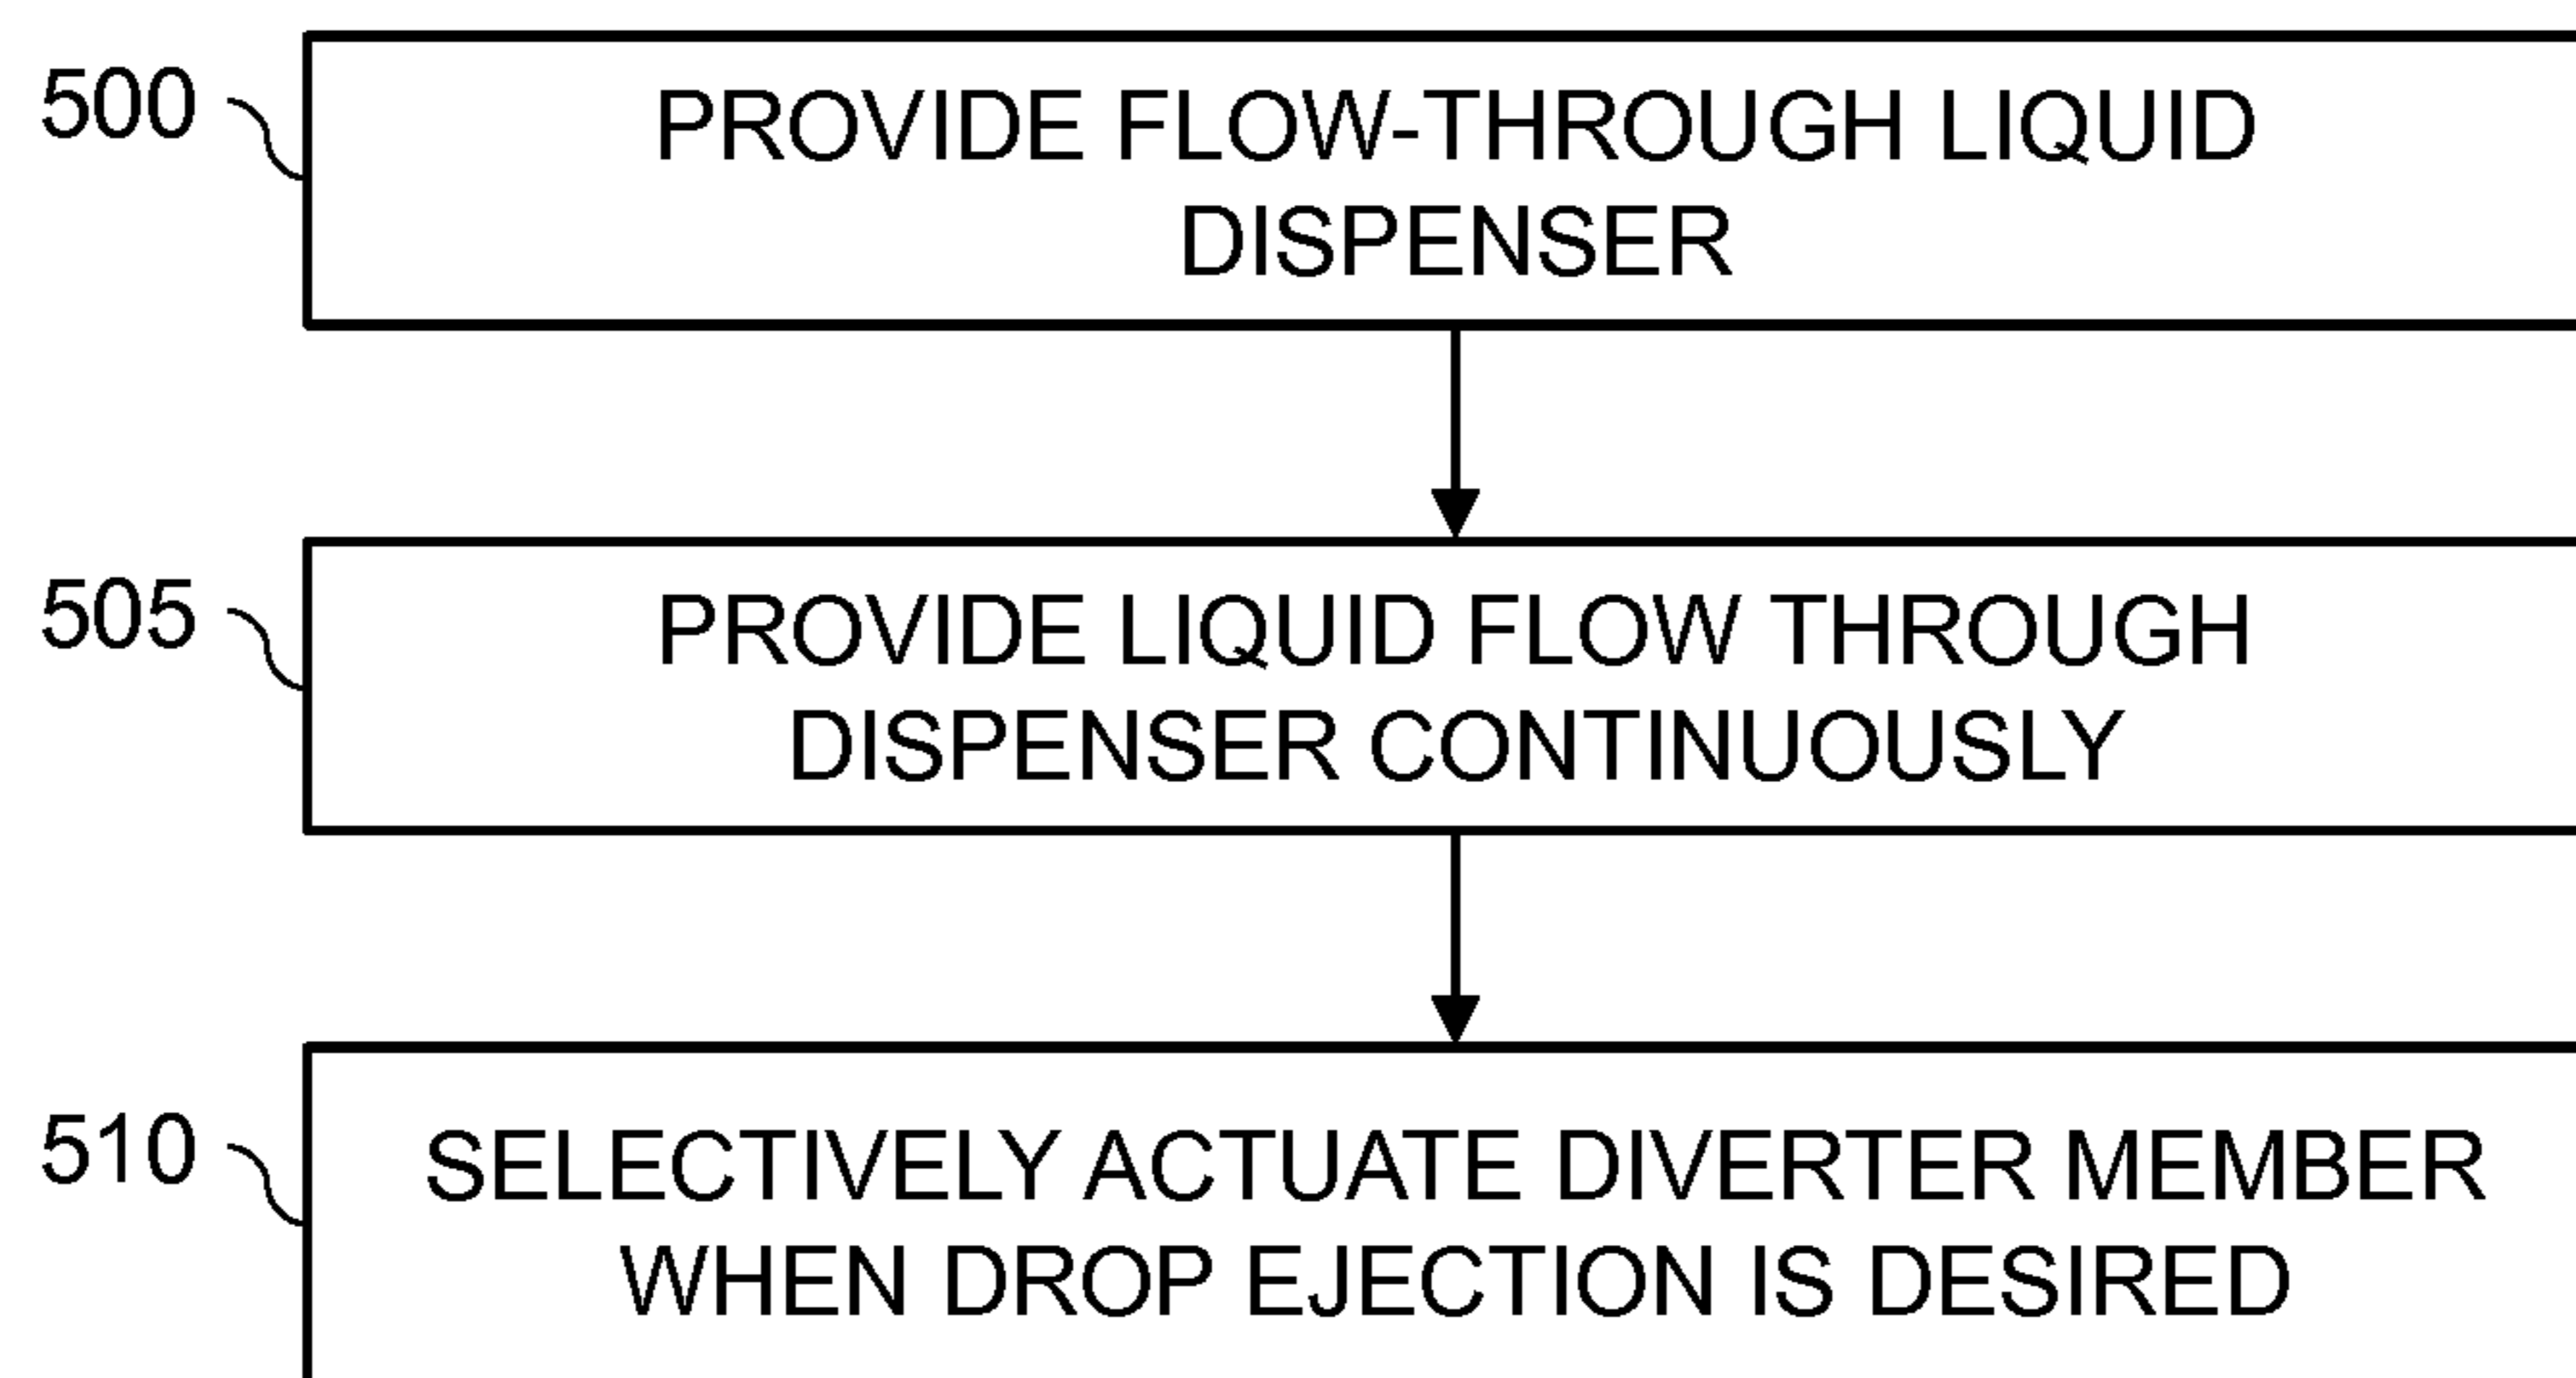 500
PROVIDE FLOW-THROUGH LIQUID
DISPENSER
505
PROVIDE LIQUID FLOW THROUGH
DISPENSER CONTINUOUSLY
510
SELECTIVELY ACTUATE DIVERTER MEMBER
WHEN DROP EJECTION IS DESIRED